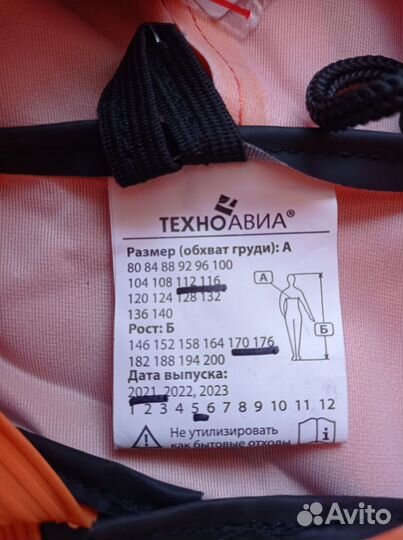 ТЕХНОАВИА®
Размер (обхват груди): А
80 84 88 92 96 100
104 108 112 116
120 124 128 132
136 140
Рост: Б
146 152 158 164 170 176
182 188 194 200
Дата выпуска:
2021, 2022, 2023
1 2 3 4 5 6 7 8 9 10 11 12
Не утилизировать
как бытовые отходы
А
Б
i
Avito